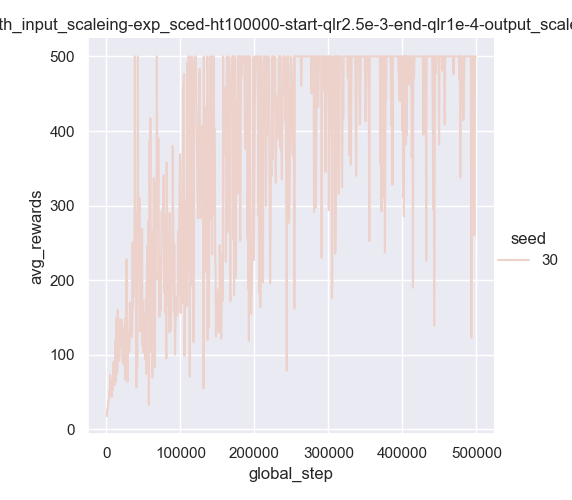 th_input_scaleing-exp_sced-ht100000-start-qlr2.5e-3-end-qlr1e-4-output_scale
500
400
300
200
100
0
avg_rewards
0 100000 200000 300000 400000 500000
global_step
seed
30